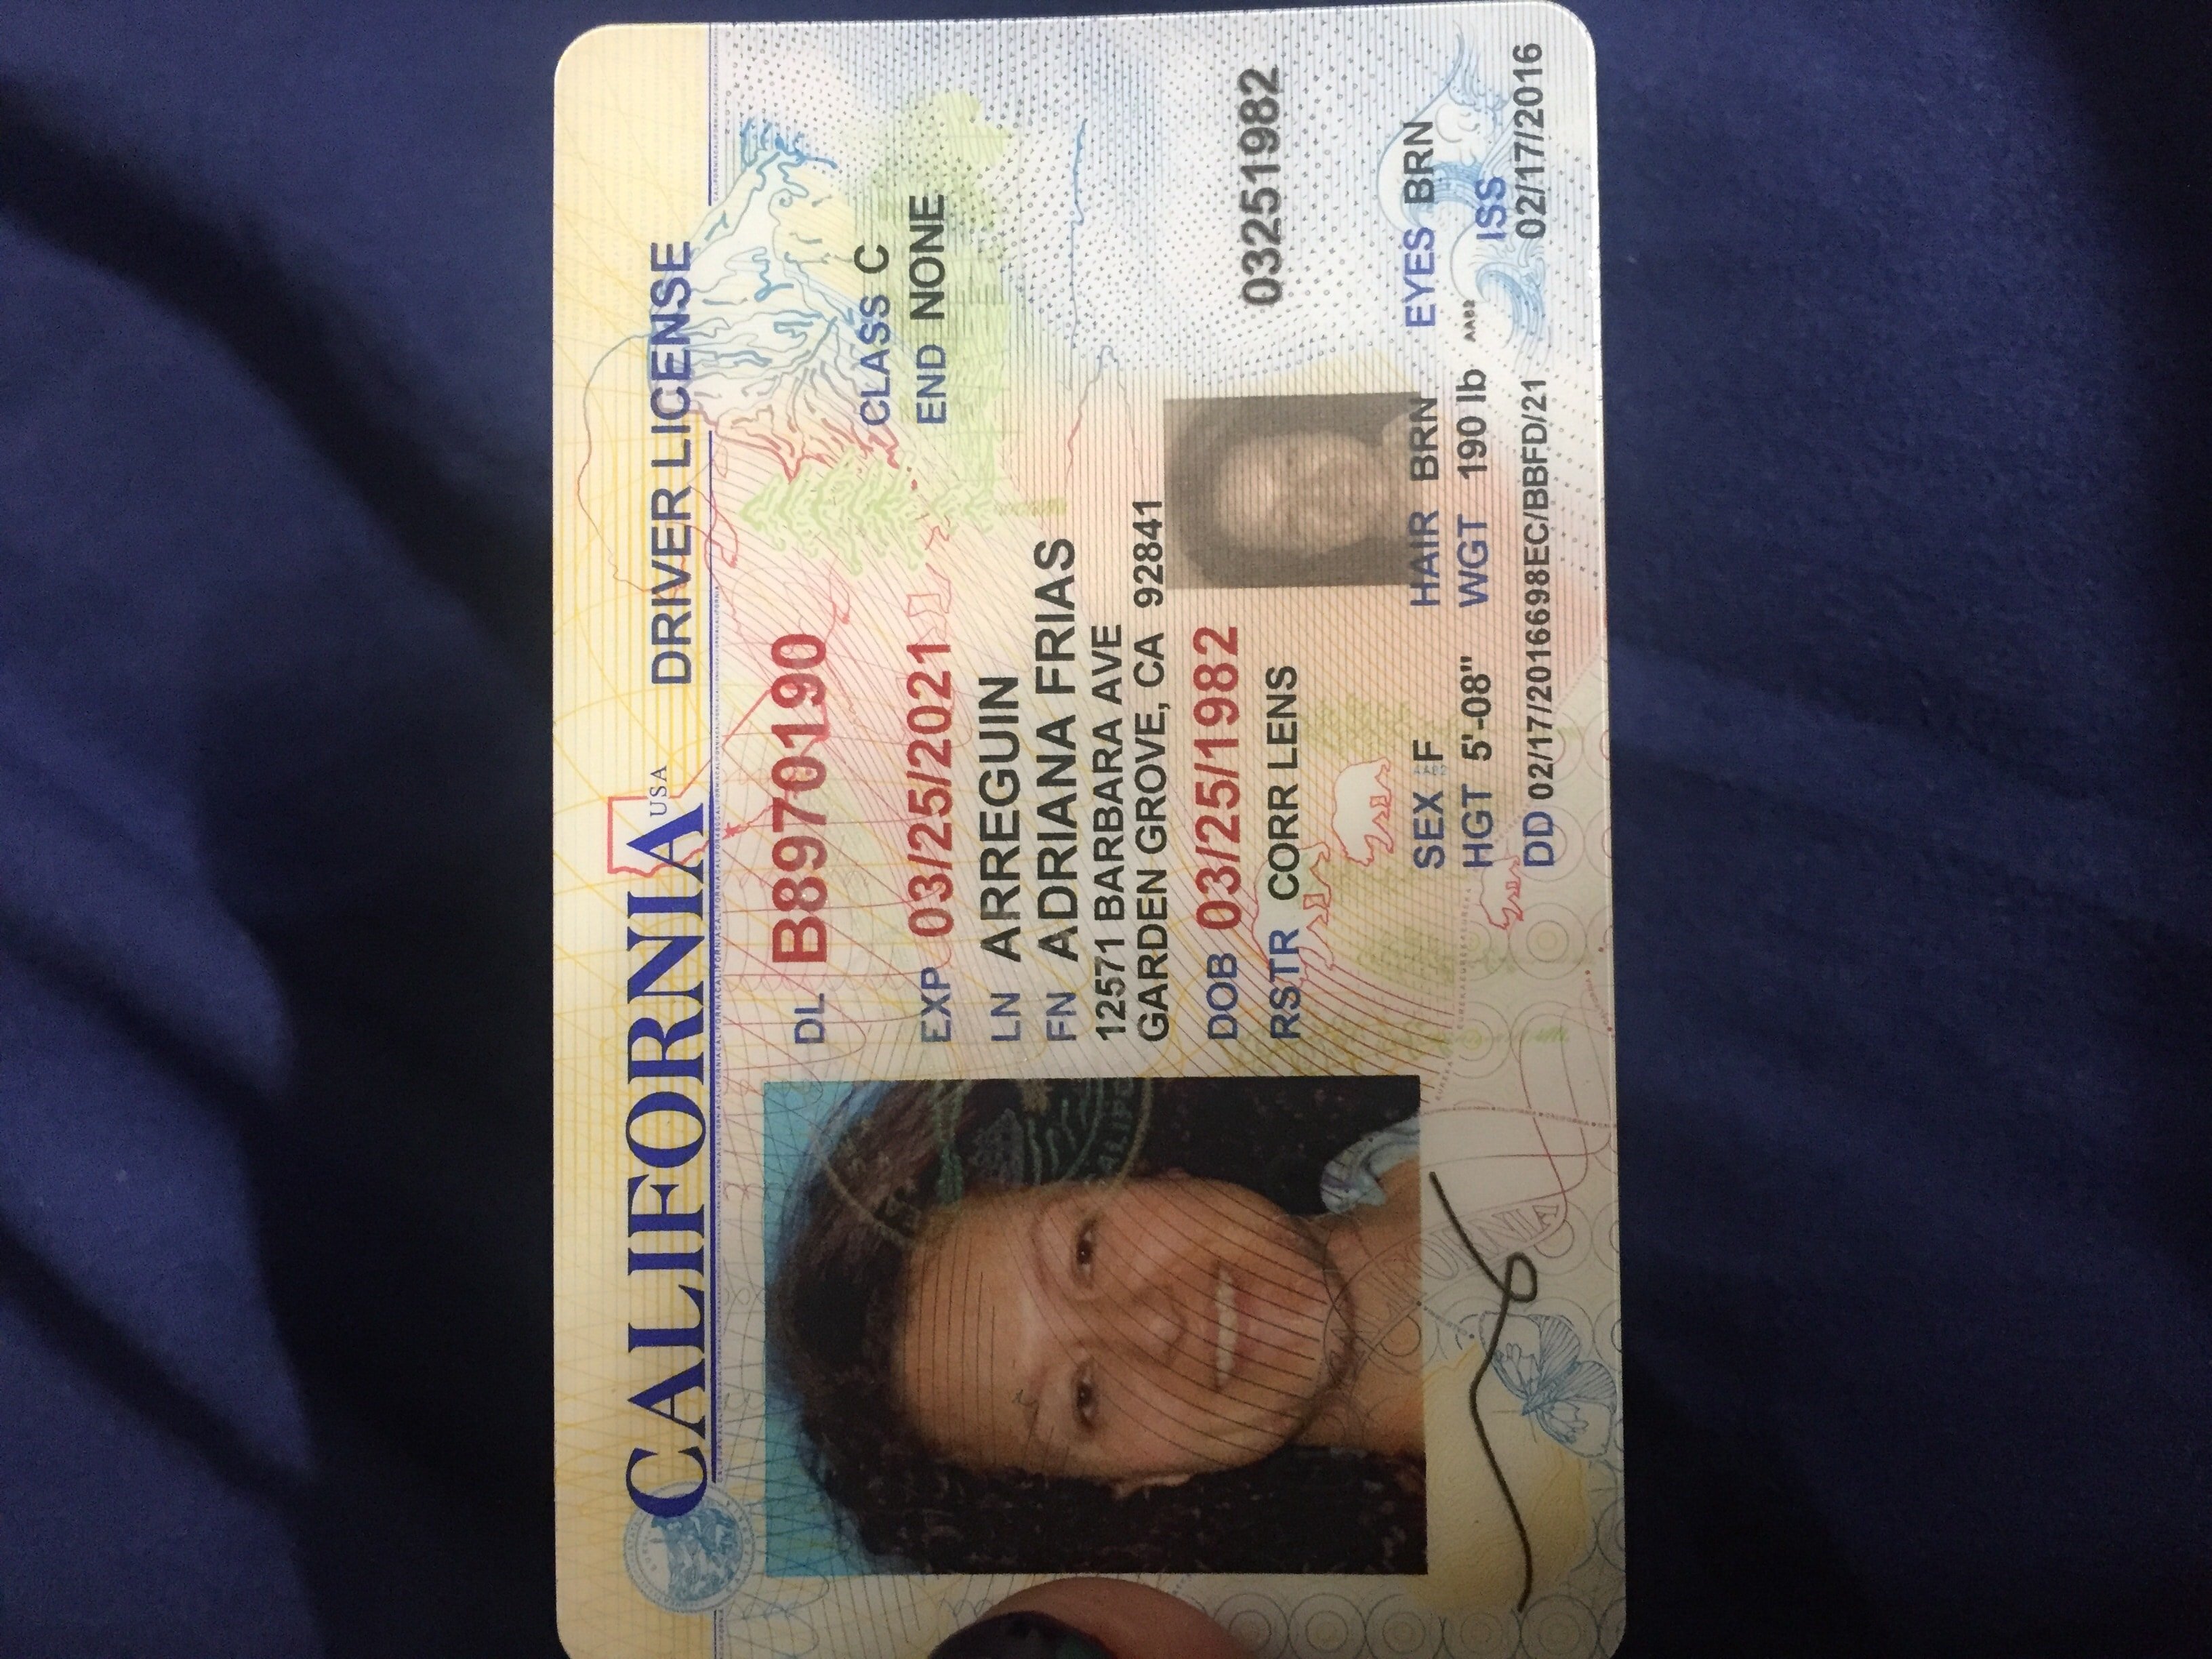 CALIFORNIA USA DRIVER LICENSE
DL B8970190
CLASS C
EXP 03/25/2021
END NONE
LN ARREGUIN
FN ADRIANA FRIAS
12571 BARBARA AVE
GARDEN GROVE, CA 92841
DOB 03/25/1982
RSTR CORR LENS
03251982
SEX F
HAIR BRN
EYES BRN
HGT 5'-08"
WGT 190 lb
ISS
DD 02/17/2016698EC/BBFD/21
02/17/2016